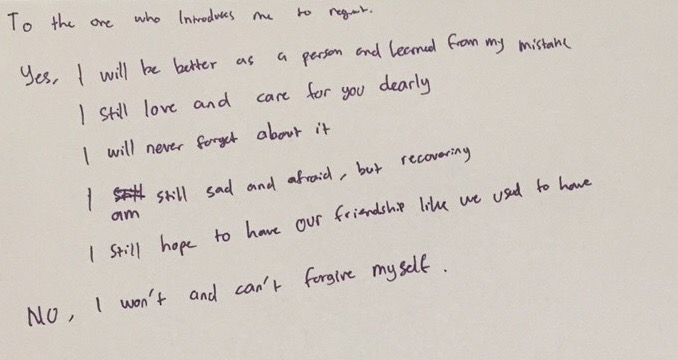 To the one who Introduces me to regret.
Yes, I will be better as a person and learned from my mistake
I still love and care for you dearly
I will never forget about it
I am still sad and afraid, but recovering
I still hope to have our friendship like we used to have
NO, I won't and can't forgive myself.